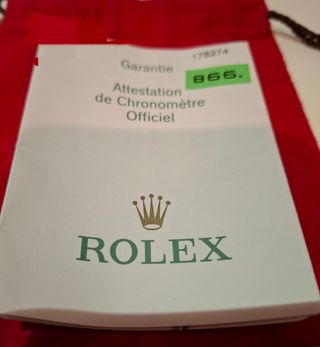 Garantie
178274
866.
Attestation
de Chronomètre
Officiel
ROLEX